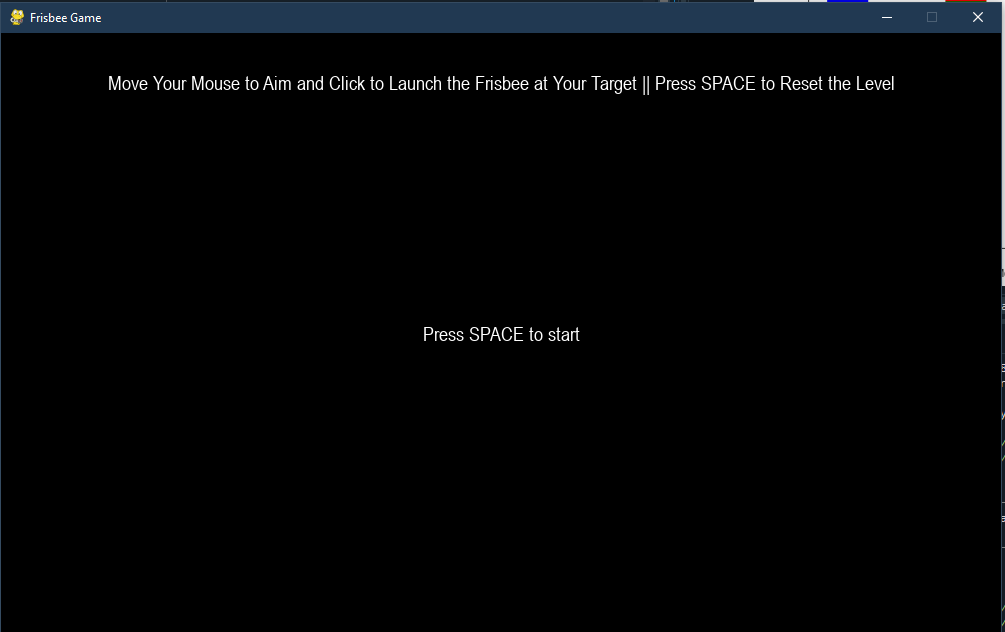 Frisbee Game
Move Your Mouse to Aim and Click to Launch the Frisbee at Your Target || Press SPACE to Reset the Level
Press SPACE to start